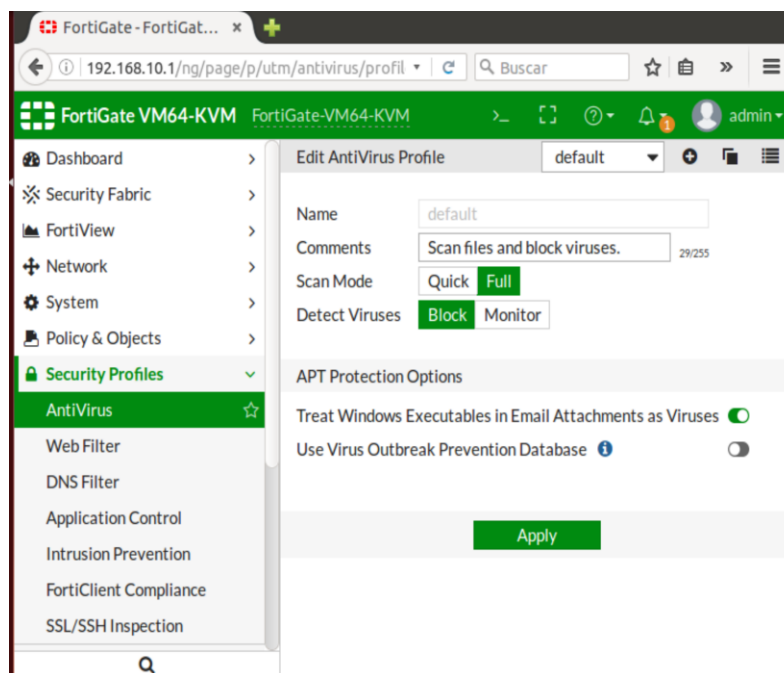 FortiGate - FortiGat...
192.168.10.1/ng/page/p/utm/antivirus/profil
Buscar
FortiGate VM64-KVM FortiGate-VM64-KVM
1
admin
Dashboard
Security Fabric
FortiView
Network
System
Policy & Objects
Security Profiles
AntiVirus
Web Filter
DNS Filter
Application Control
Intrusion Prevention
FortiClient Compliance
SSL/SSH Inspection
Edit AntiVirus Profile default
Name default
Comments Scan files and block viruses. 29/255
Scan Mode Quick Full
Detect Viruses Block Monitor
APT Protection Options
Treat Windows Executables in Email Attachments as Viruses
Use Virus Outbreak Prevention Database
Apply